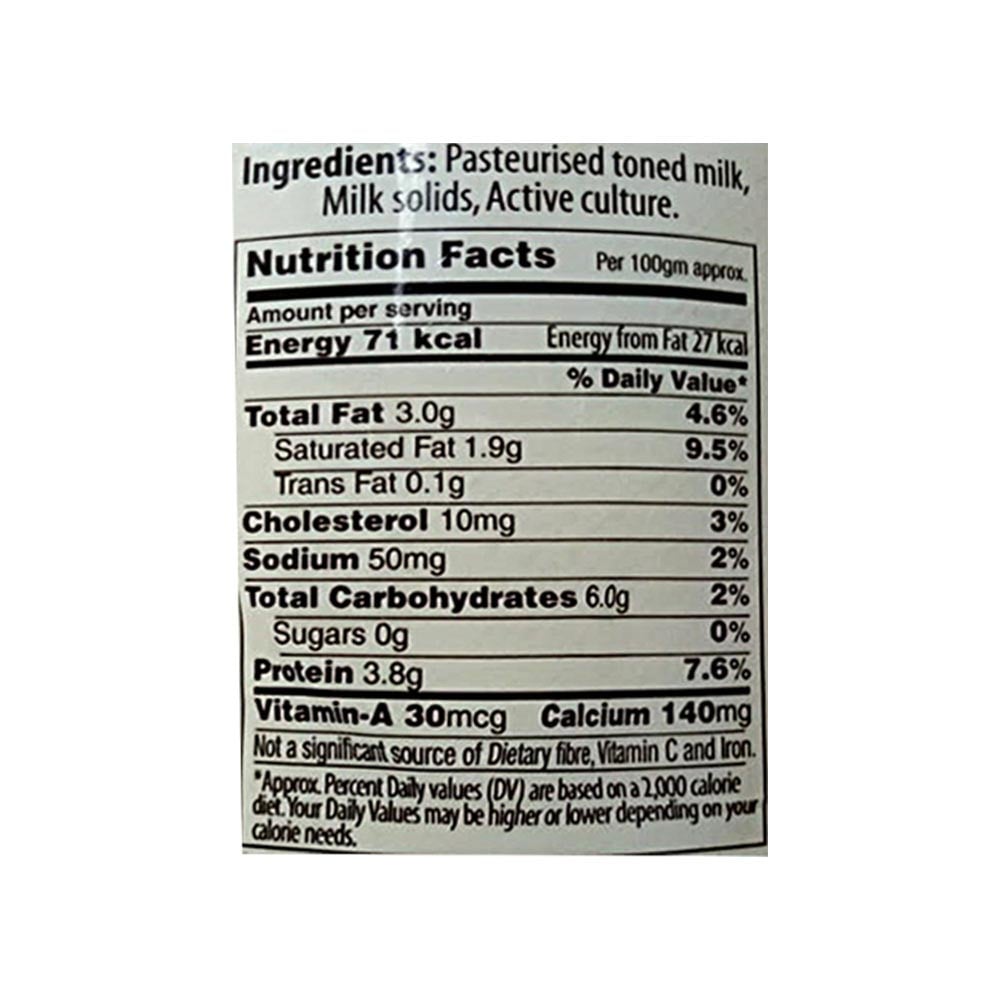 Ingredients: Pasteurised toned milk,
Milk solids, Active culture.
Nutrition Facts Per 100gm approx.
Amount per serving
Energy 71 kcal Energy from Fat 27 kcal
% Daily Value*
Total Fat 3.0g 4.6%
Saturated Fat 1.9g 9.5%
Trans Fat 0.1g 0%
Cholesterol 10mg 3%
Sodium 50mg 2%
Total Carbohydrates 6.0g 2%
Sugars 0g 0%
Protein 3.8g 7.6%
Vitamin-A 30mcg Calcium 140mg
Not a significant source of Dietary fibre, Vitamin C and Iron.
*Approx. Percent Daily values (DV) are based on a 2,000 calorie
diet. Your Daily Values may be higher or lower depending on your
calorie needs.